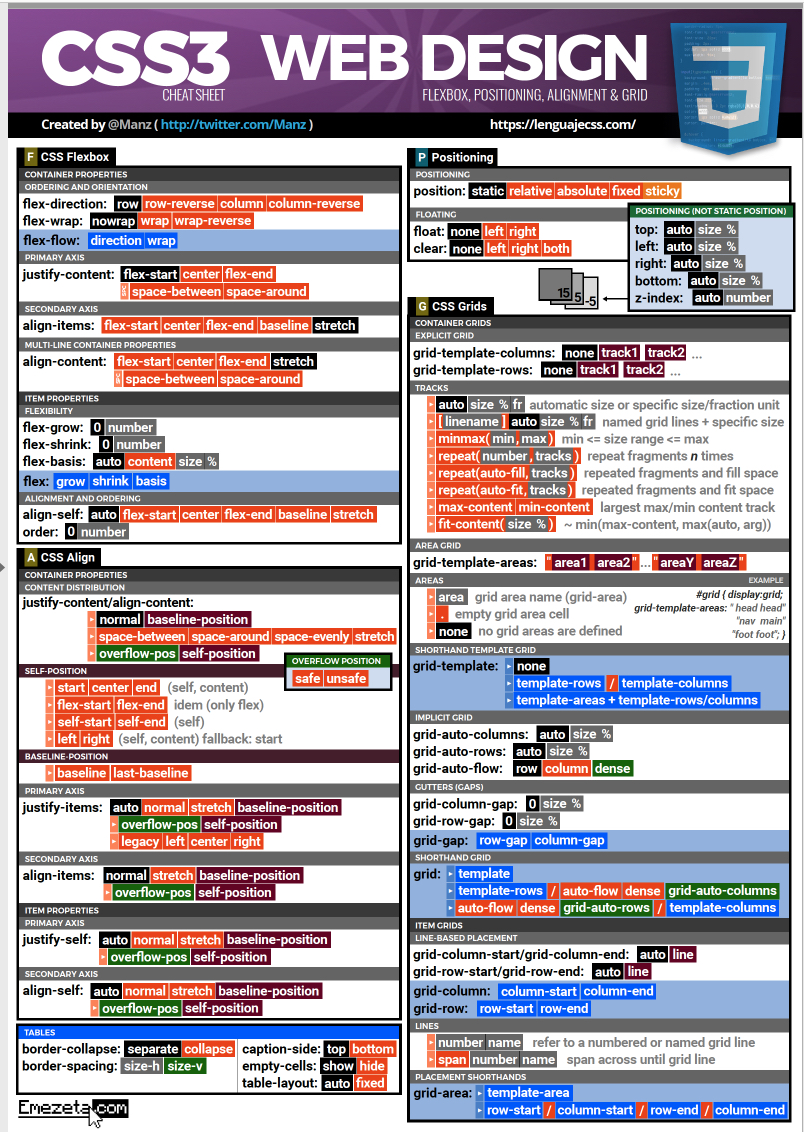 CSS3 WEB DESIGN
CHEAT SHEET
FLEXBOX, POSITIONING, ALIGNMENT & GRID
Created by @Manz ( http://twitter.com/Manz )
https://lenguajecss.com/
F CSS Flexbox
CONTAINER PROPERTIES
ORDERING AND ORIENTATION
flex-direction: row row-reverse column column-reverse
flex-wrap: nowrap wrap wrap-reverse
flex-flow: direction wrap
PRIMARY AXIS
justify-content: flex-start center flex-end
space-between space-around
SECONDARY AXIS
align-items: flex-start center flex-end baseline stretch
MULTI-LINE CONTAINER PROPERTIES
align-content: flex-start center flex-end stretch
space-between space-around
ITEM PROPERTIES
FLEXIBILITY
flex-grow: 0 number
flex-shrink: 0 number
flex-basis: auto content size %
flex: grow shrink basis
ALIGNMENT AND ORDERING
align-self: auto flex-start center flex-end baseline stretch
order: 0 number
A CSS Align
CONTAINER PROPERTIES
CONTENT DISTRIBUTION
justify-content/align-content:
normal baseline-position
space-between space-around space-evenly stretch
overflow-pos self-position
OVERFLOW POSITION
safe unsafe
SELF-POSITION
start center end (self, content)
flex-start flex-end idem (only flex)
self-start self-end (self)
left right (self, content) fallback: start
BASELINE-POSITION
baseline last-baseline
PRIMARY AXIS
justify-items: auto normal stretch baseline-position
overflow-pos self-position
legacy left center right
SECONDARY AXIS
align-items: normal stretch baseline-position
overflow-pos self-position
ITEM PROPERTIES
PRIMARY AXIS
justify-self: auto normal stretch baseline-position
overflow-pos self-position
SECONDARY AXIS
align-self: auto normal stretch baseline-position
overflow-pos self-position
TABLES
border-collapse: separate collapse
border-spacing: size-h size-v
caption-side: top bottom
empty-cells: show hide
table-layout: auto fixed
Emezeta.com
P Positioning
POSITIONING
position: static relative absolute fixed sticky
FLOATING
float: none left right
clear: none left right both
POSITIONING (NOT STATIC POSITION)
top: auto size %
left: auto size %
right: auto size %
bottom: auto size %
z-index: auto number
15 5 -5
G CSS Grids
CONTAINER GRIDS
EXPLICIT GRID
grid-template-columns: none track1 track2 ...
grid-template-rows: none track1 track2 ...
TRACKS
auto size % fr automatic size or specific size/fraction unit
[ linename ] auto size % fr named grid lines + specific size
minmax( min , max ) min <= size range <= max
repeat( number , tracks ) repeat fragments n times
repeat(auto-fill, tracks ) repeated fragments and fill space
repeat(auto-fit, tracks ) repeated fragments and fit space
max-content min-content largest max/min content track
fit-content( size % ) ~ min(max-content, max(auto, arg))
AREA GRID
grid-template-areas: " area1 area2 " ... " areaY areaZ "
AREAS
EXAMPLE
area grid area name (grid-area)
. empty grid area cell
none no grid areas are defined
#grid { display:grid;
grid-template-areas: " head head"
"nav main"
"foot foot"; }
SHORTHAND TEMPLATE GRID
grid-template: none
template-rows / template-columns
template-areas + template-rows/columns
IMPLICIT GRID
grid-auto-columns: auto size %
grid-auto-rows: auto size %
grid-auto-flow: row column dense
GUTTERS (GAPS)
grid-column-gap: 0 size %
grid-row-gap: 0 size %
grid-gap: row-gap column-gap
SHORTHAND GRID
grid: template
template-rows / auto-flow dense grid-auto-columns
auto-flow dense grid-auto-rows / template-columns
ITEM GRIDS
LINE-BASED PLACEMENT
grid-column-start/grid-column-end: auto line
grid-row-start/grid-row-end: auto line
grid-column: column-start column-end
grid-row: row-start row-end
LINES
number name refer to a numbered or named grid line
span number name span across until grid line
PLACEMENT SHORTHANDS
grid-area: template-area
row-start / column-start / row-end / column-end